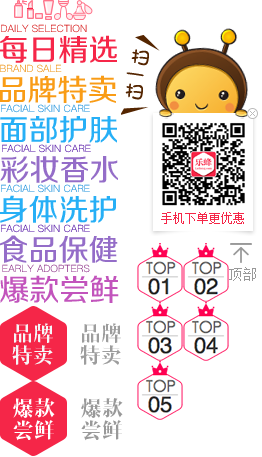 DAILY SELECTION
每日精选
BRAND SALE
品牌特卖
FACIAL SKIN CARE
面部护肤
FACIAL SKIN CARE
彩妆香水
FACIAL SKIN CARE
身体洗护
FACIAL SKIN CARE
食品保健
EARLY ADOPTERS
爆款尝鲜
扫一扫
乐蜂
手机下单更优惠
顶部
TOP
01
TOP
02
TOP
03
TOP
04
TOP
05
品牌
特卖
品牌
特卖
爆款
尝鲜
爆款
尝鲜